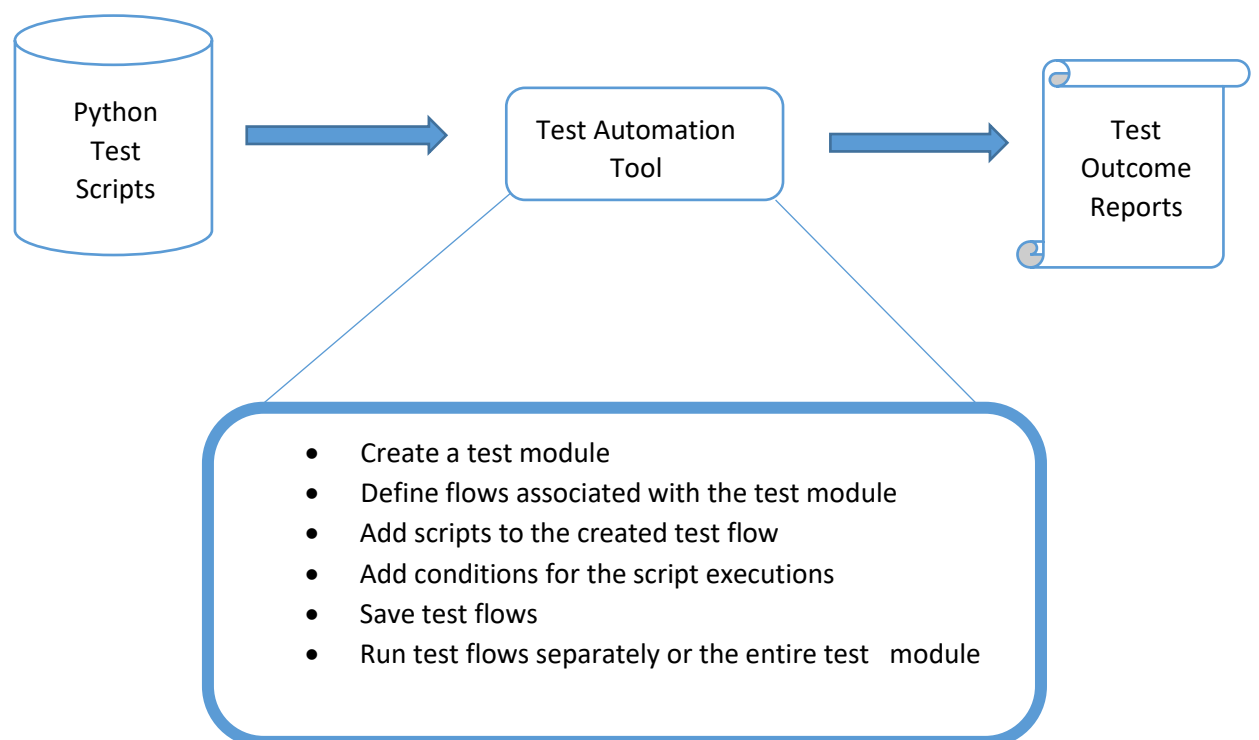 Python
Test
Scripts
Test Automation
Tool
Test
Outcome
Reports
• Create a test module
• Define flows associated with the test module
• Add scripts to the created test flow
• Add conditions for the script executions
• Save test flows
• Run test flows separately or the entire test module